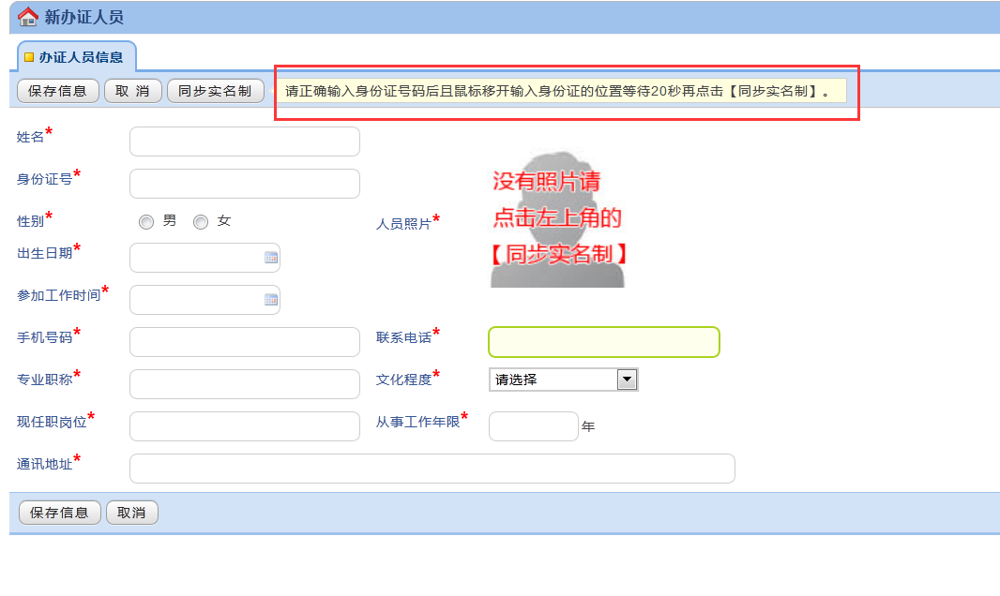 新办证人员
办证人员信息
保存信息 取 消 同步实名制 请正确输入身份证号码后且鼠标移开输入身份证的位置等待20秒再点击【同步实名制】。
姓名*
身份证号*
性别* 男 女
人员照片*
没有照片请
点击左上角的
【同步实名制】
出生日期*
参加工作时间*
手机号码* 联系电话*
专业职称* 文化程度* 请选择
现任职岗位* 从事工作年限* 年
通讯地址*
保存信息 取消